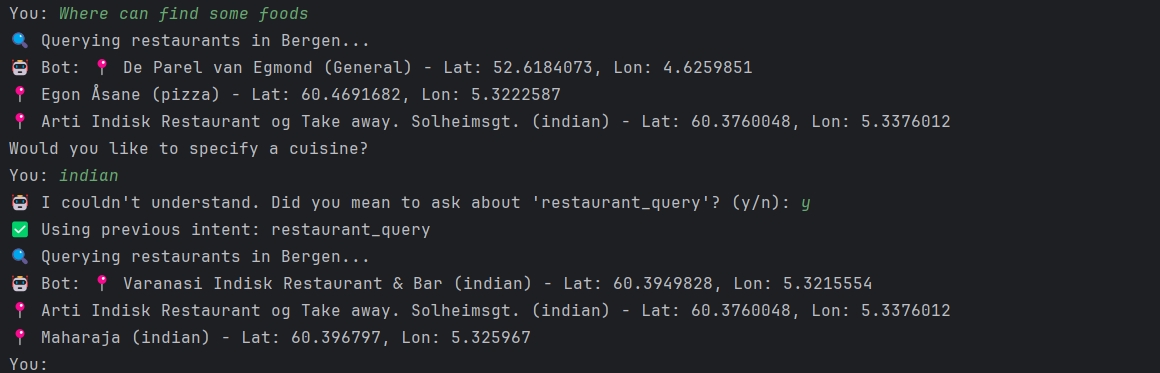 You: Where can find some foods
Querying restaurants in Bergen...
Bot: De Parel van Egmond (General) - Lat: 52.6184073, Lon: 4.6259851
Egon Åsane (pizza) - Lat: 60.4691682, Lon: 5.3222587
Arti Indisk Restaurant og Take away. Solheimsgt. (indian) - Lat: 60.3760048, Lon: 5.3376012
Would you like to specify a cuisine?
You: indian
I couldn't understand. Did you mean to ask about 'restaurant_query'? (y/n): y
Using previous intent: restaurant_query
Querying restaurants in Bergen...
Bot: Varanasi Indisk Restaurant & Bar (indian) - Lat: 60.3949828, Lon: 5.3215554
Arti Indisk Restaurant og Take away. Solheimsgt. (indian) - Lat: 60.3760048, Lon: 5.3376012
Maharaja (indian) - Lat: 60.396797, Lon: 5.325967
You: